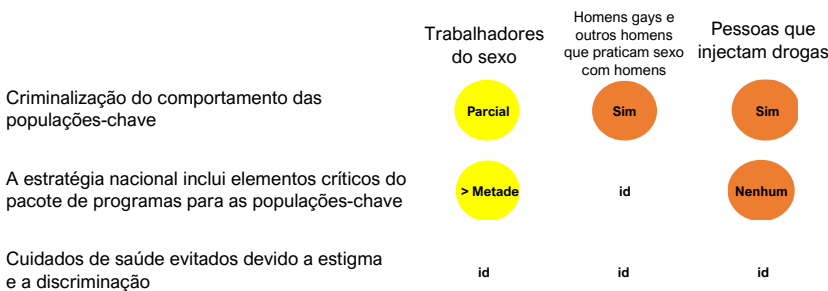 Trabalhadores
do sexo
Homens gays e
outros homens
que praticam sexo
com homens
Pessoas que
injectam drogas
Criminalização do comportamento das
populações-chave
Parcial
Sim
Sim
A estratégia nacional inclui elementos críticos do
pacote de programas para as populações-chave
> Metade
id
Nenhum
Cuidados de saúde evitados devido a estigma
e a discriminação
id
id
id